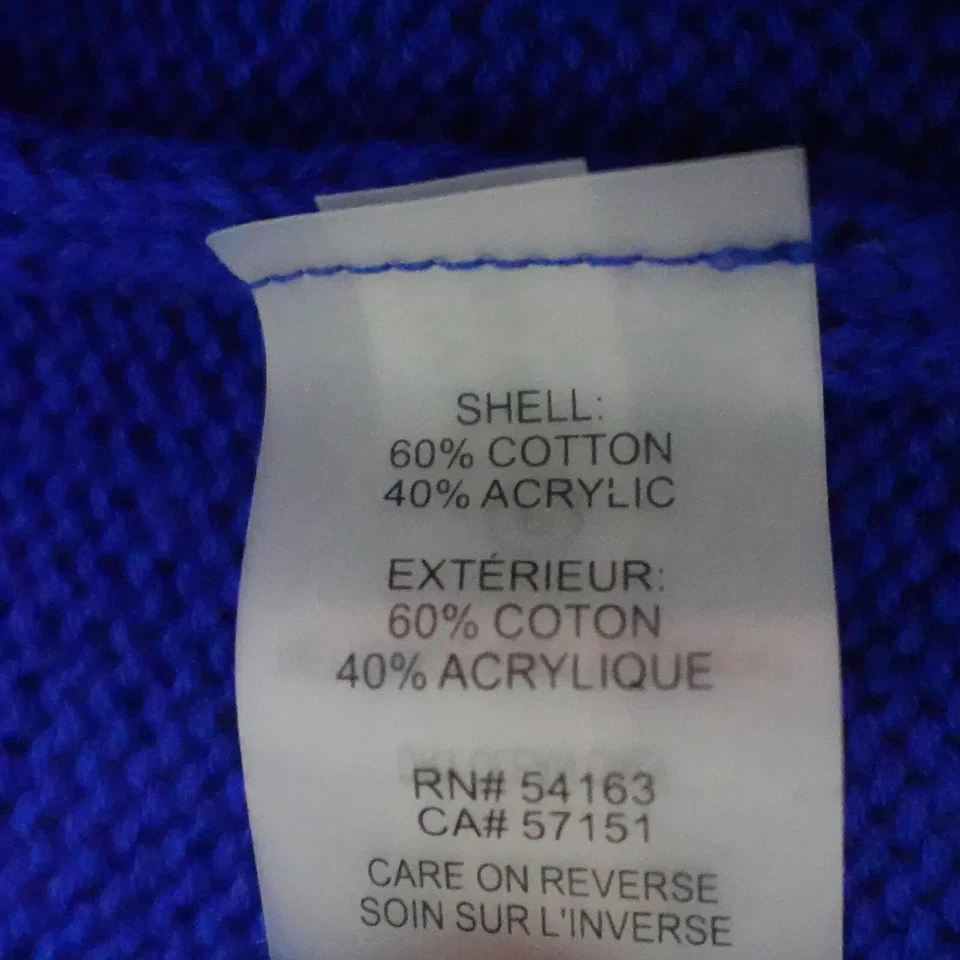 SHELL:
60% COTTON
40% ACRYLIC
EXTÉRIEUR:
60% COTON
40% ACRYLIQUE
RN# 54163
CA# 57151
CARE ON REVERSE
SOIN SUR L'INVERSE